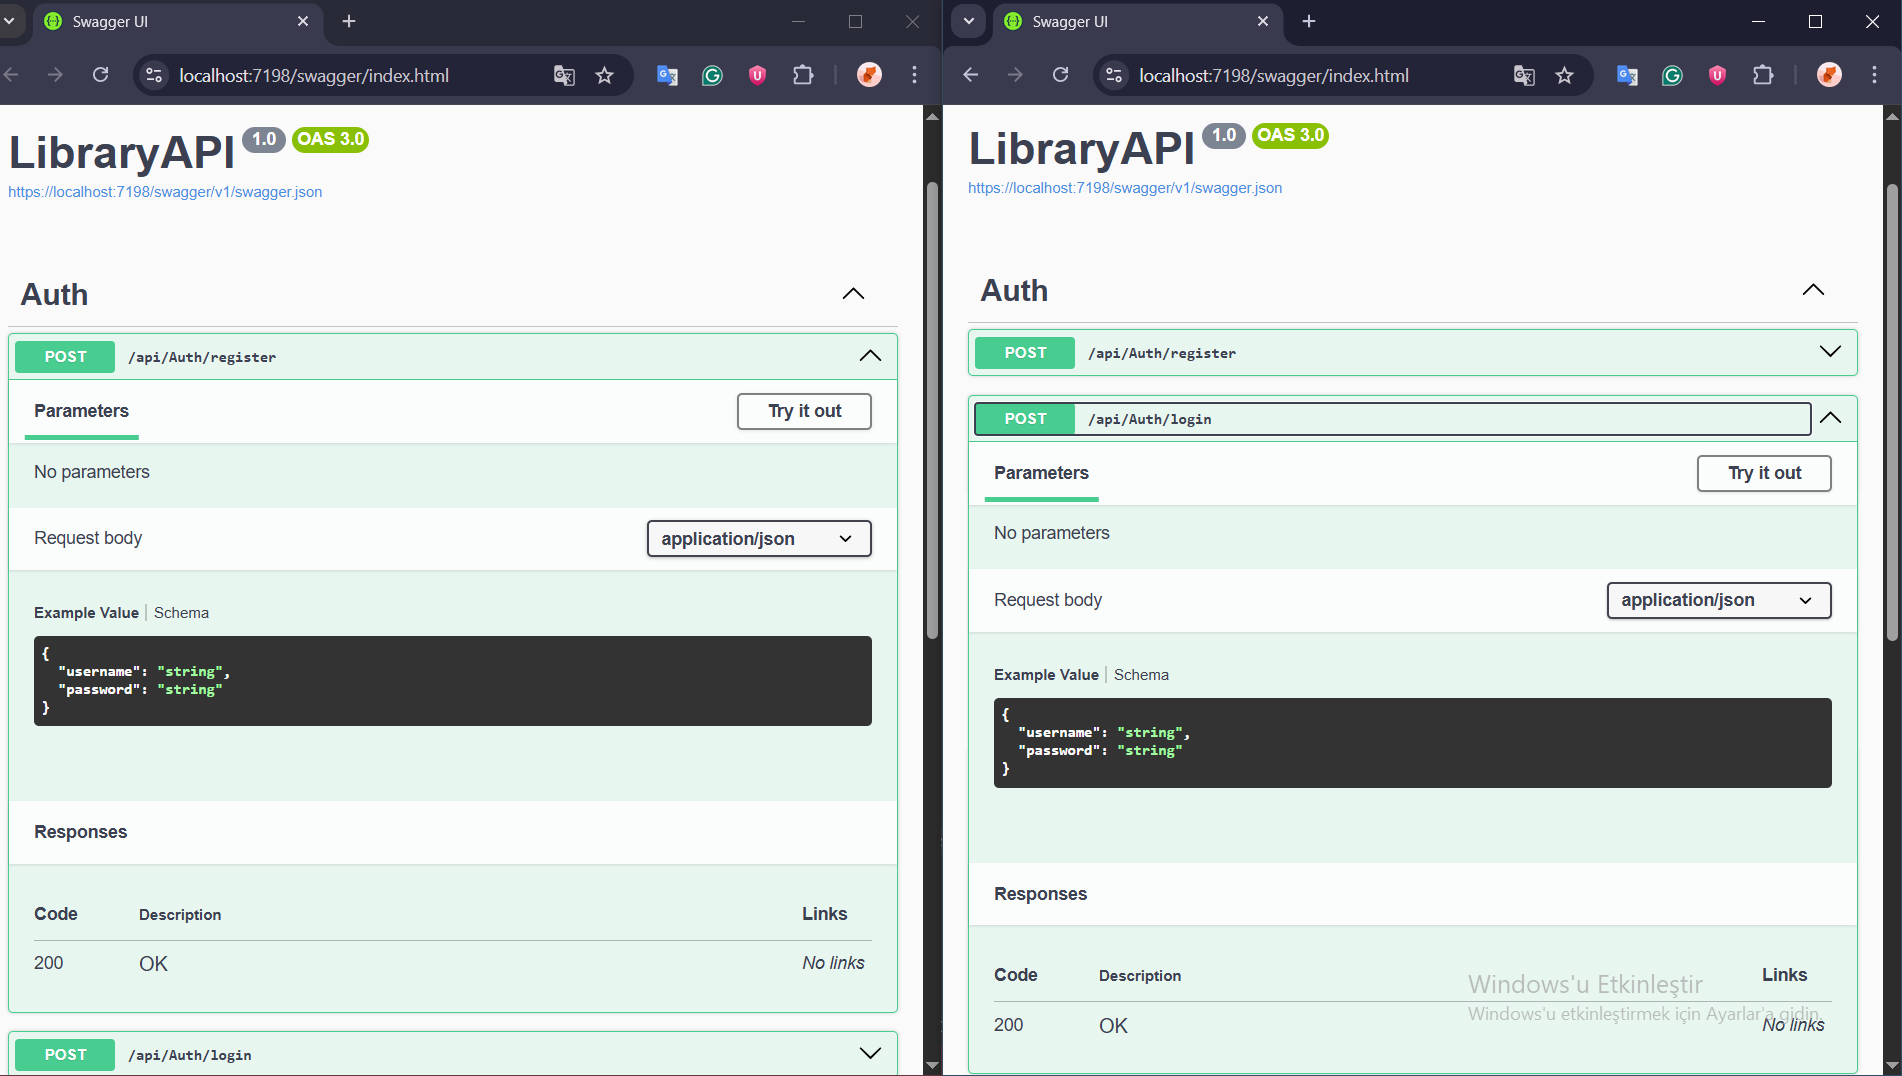 Swagger UI
localhost:7198/swagger/index.html
LibraryAPI 1.0 OAS 3.0
https://localhost:7198/swagger/v1/swagger.json
Auth
POST /api/Auth/register
Parameters
Try it out
No parameters
Request body
application/json
Example Value | Schema
{
"username": "string",
"password": "string"
}
Responses
Code Description Links
200 OK No links
POST /api/Auth/login
Swagger UI
localhost:7198/swagger/index.html
LibraryAPI 1.0 OAS 3.0
https://localhost:7198/swagger/v1/swagger.json
Auth
POST /api/Auth/register
POST /api/Auth/login
Parameters
Try it out
No parameters
Request body
application/json
Example Value | Schema
{
"username": "string",
"password": "string"
}
Responses
Code Description Links
200 OK No links
Windows'u Etkinleştir
Windows'u etkinleştirmek için Ayarlar'a gidin.